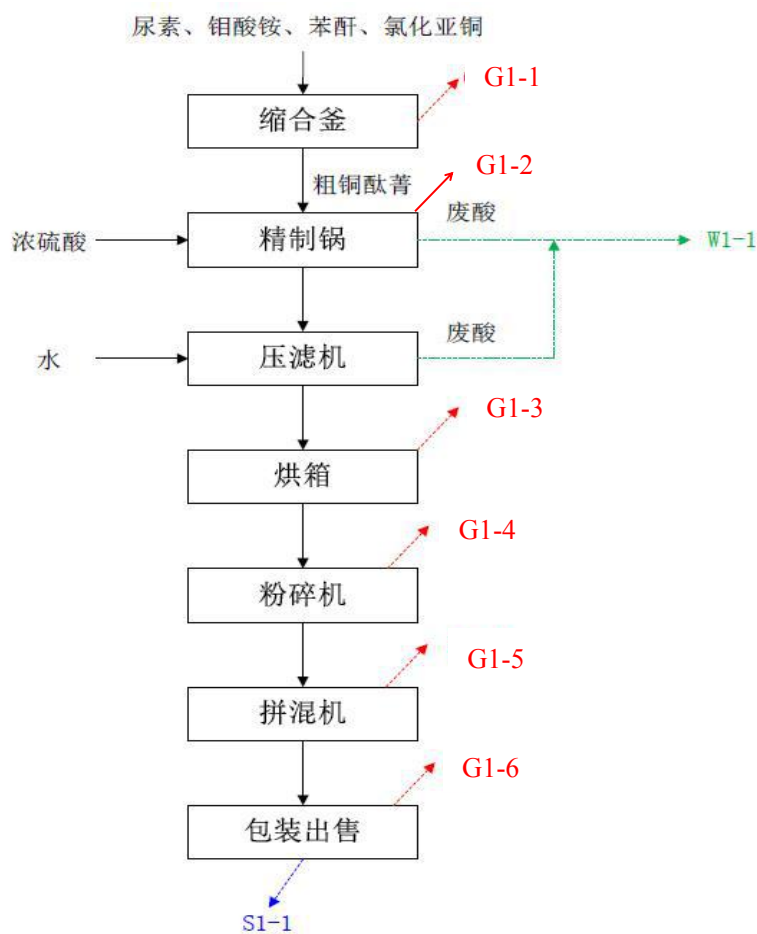 尿素、钼酸铵、苯酐、氯化亚铜
G1-1
缩合釜
粗铜酞菁
G1-2
浓硫酸
精制锅
废酸
W1-1
水
压滤机
废酸
G1-3
烘箱
G1-4
粉碎机
G1-5
拼混机
G1-6
包装出售
S1-1